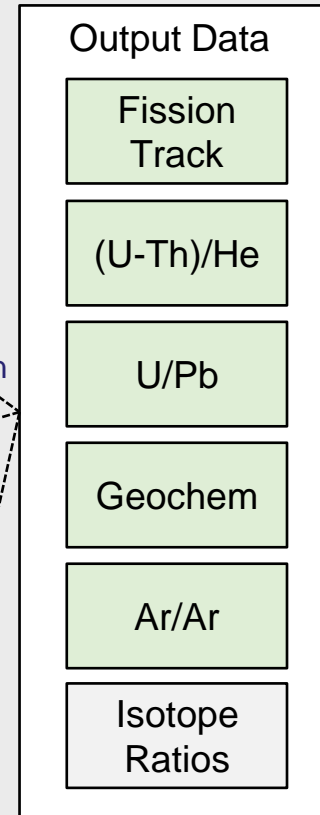 Output Data
Fission
Track
(U-Th)/He
U/Pb
Geochem
Ar/Ar
Isotope
Ratios